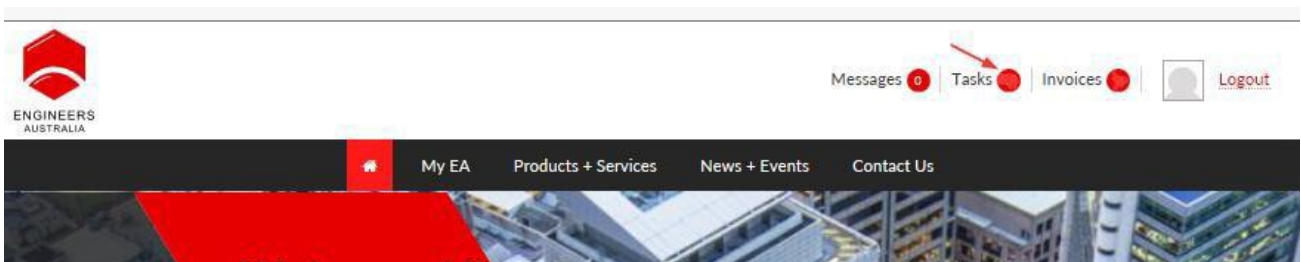 Messages 0 Tasks Invoices Logout
ENGINEERS
AUSTRALIA
My EA Products + Services News + Events Contact Us